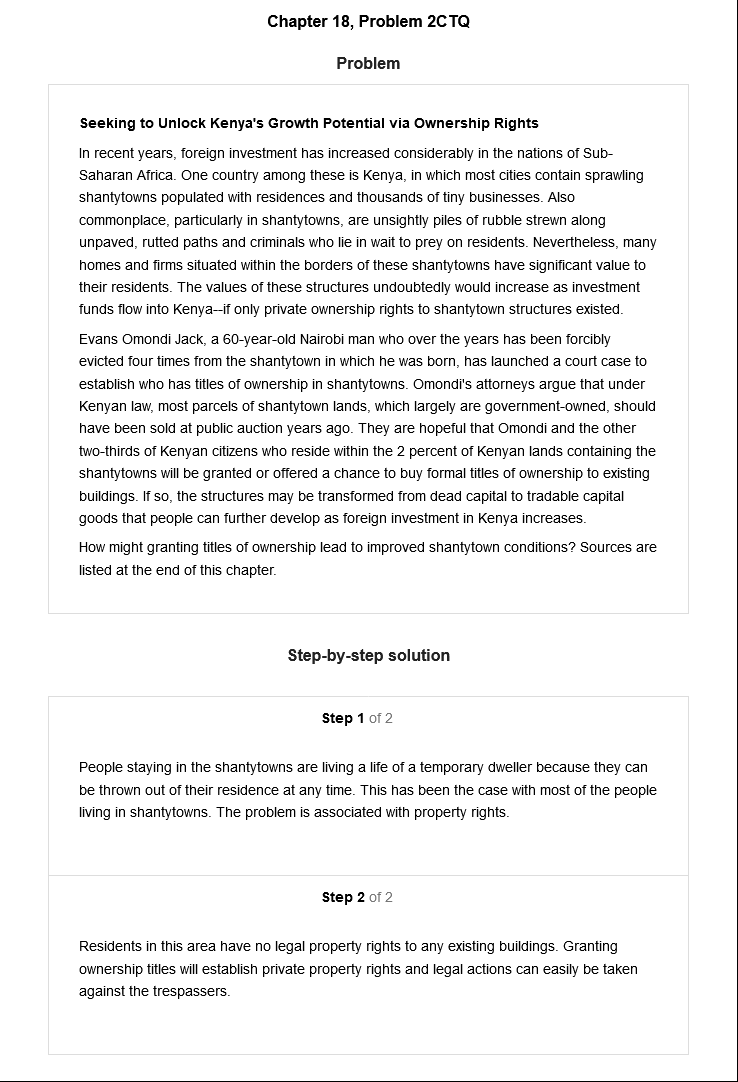 Chapter 18, Problem 2CTQ
Problem
Seeking to Unlock Kenya's Growth Potential via Ownership Rights
In recent years, foreign investment has increased considerably in the nations of Sub-
Saharan Africa. One country among these is Kenya, in which most cities contain sprawling
shantytowns populated with residences and thousands of tiny businesses. Also
commonplace, particularly in shantytowns, are unsightly piles of rubble strewn along
unpaved, rutted paths and criminals who lie in wait to prey on residents. Nevertheless, many
homes and firms situated within the borders of these shantytowns have significant value to
their residents. The values of these structures undoubtedly would increase as investment
funds flow into Kenya--if only private ownership rights to shantytown structures existed.
Evans Omondi Jack, a 60-year-old Nairobi man who over the years has been forcibly
evicted four times from the shantytown in which he was born, has launched a court case to
establish who has titles of ownership in shantytowns. Omondi's attorneys argue that under
Kenyan law, most parcels of shantytown lands, which largely are government-owned, should
have been sold at public auction years ago. They are hopeful that Omondi and the other
two-thirds of Kenyan citizens who reside within the 2 percent of Kenyan lands containing the
shantytowns will be granted or offered a chance to buy formal titles of ownership to existing
buildings. If so, the structures may be transformed from dead capital to tradable capital
goods that people can further develop as foreign investment in Kenya increases.
How might granting titles of ownership lead to improved shantytown conditions? Sources are
listed at the end of this chapter.
Step-by-step solution
Step 1 of 2
People staying in the shantytowns are living a life of a temporary dweller because they can
be thrown out of their residence at any time. This has been the case with most of the people
living in shantytowns. The problem is associated with property rights.
Step 2 of 2
Residents in this area have no legal property rights to any existing buildings. Granting
ownership titles will establish private property rights and legal actions can easily be taken
against the trespassers.